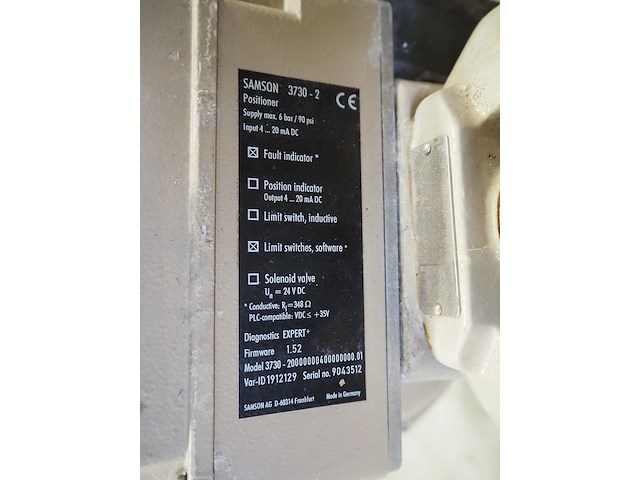 SAMSON™ 3730 - 2
Positioner
CE
Supply max. 6 bar / 90 psi
Input 4 ... 20 mA DC
☒ Fault indicator *
☐ Position indicator
Output 4 ... 20 mA DC
☐ Limit switch, inductive
☒ Limit switches, software *
☐ Solenoid valve
Un = 24 V DC
* Conductive: Ri=348 Ω
PLC-compatible: VDC ≤ +35V
Diagnostics EXPERT+
Firmware 1.52
Model 3730 - 20000000400000000.01
Var-ID 1912129 Serial no. 9043512
SAMSON AG D-60314 Frankfurt Made in Germany